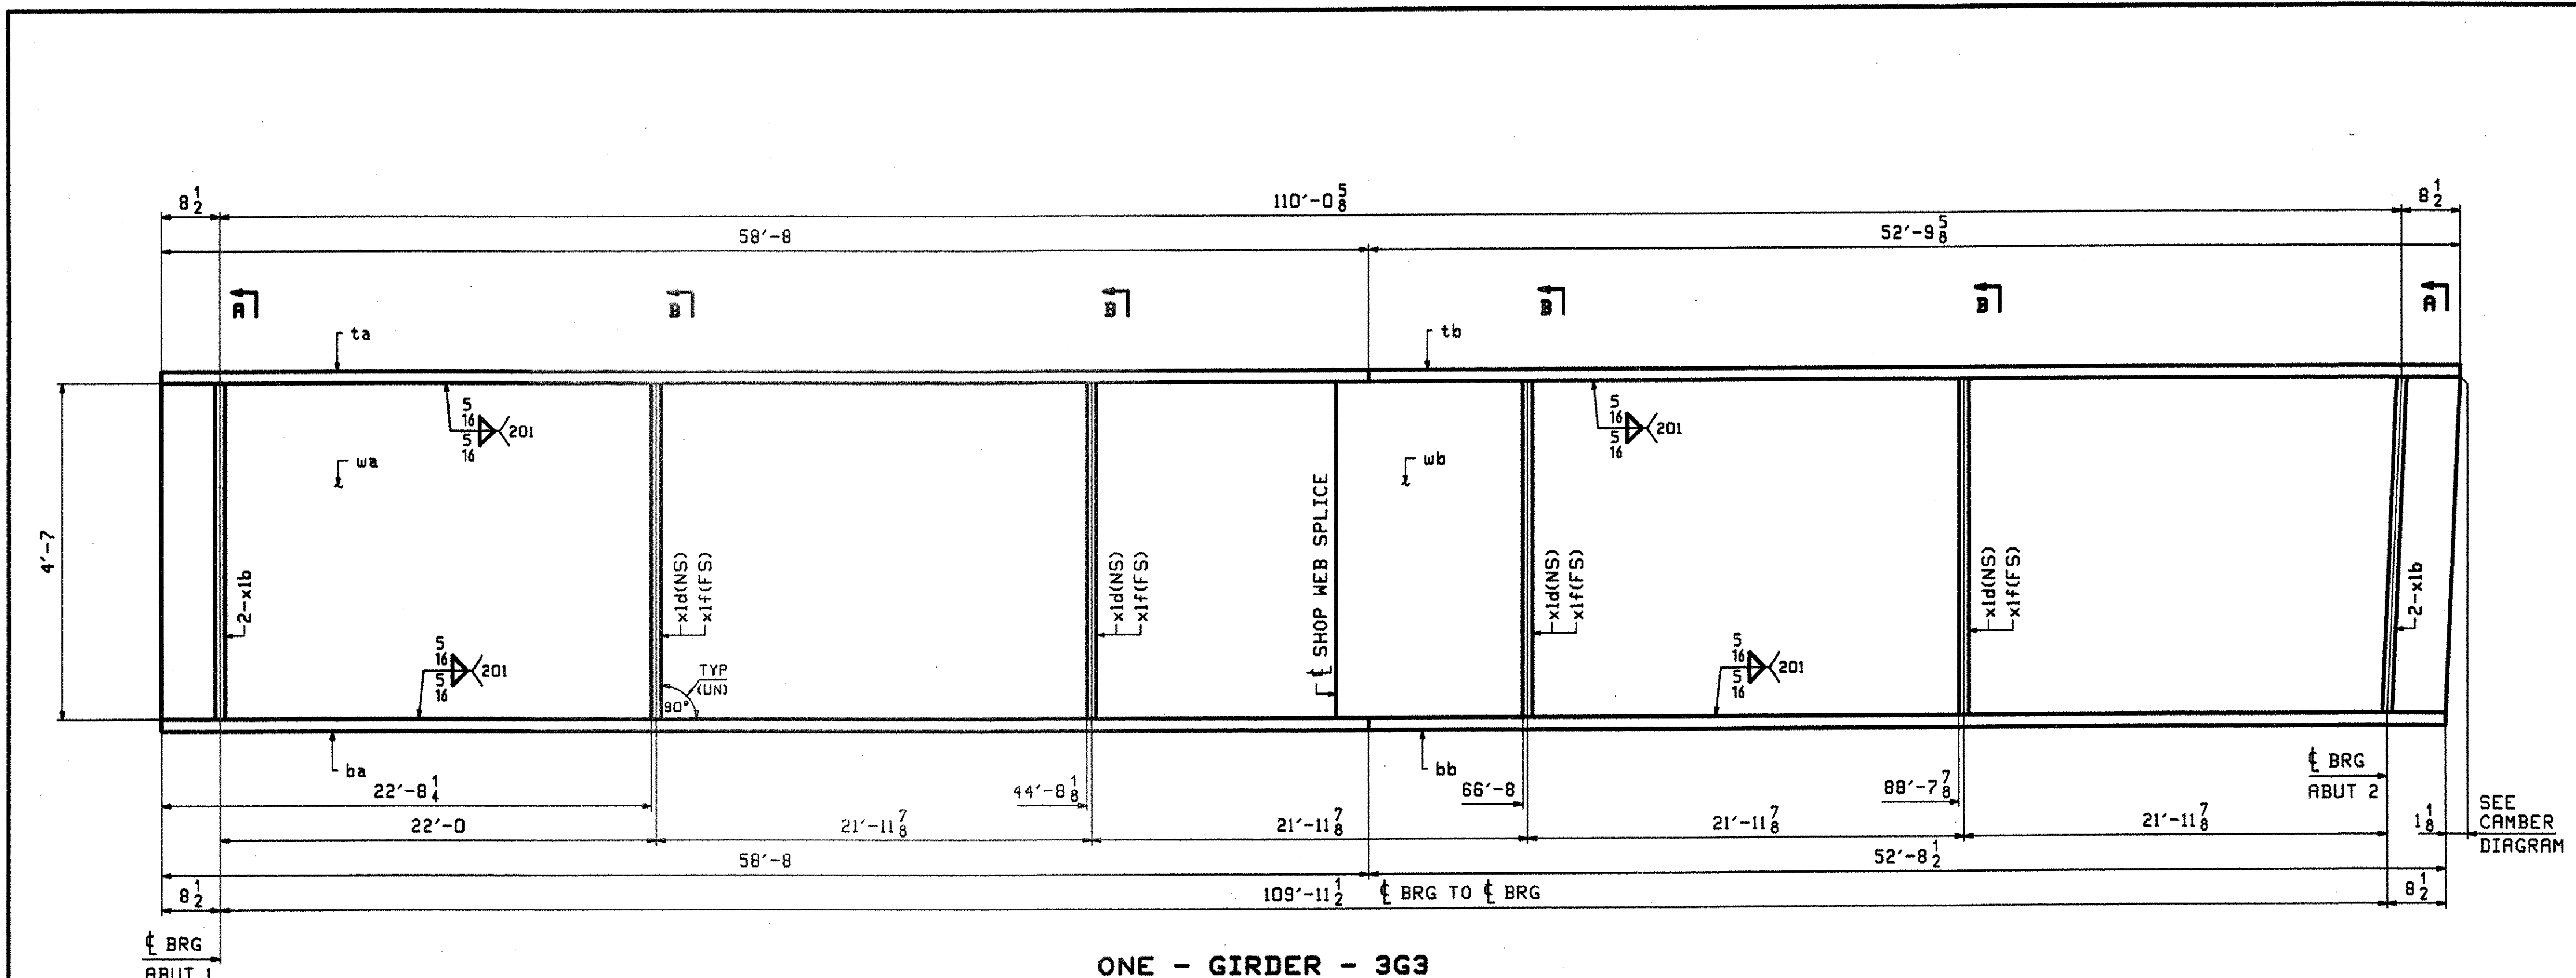 8 1/2
110'-0 5/8
8 1/2
58'-8
52'-9 5/8
A
B
B
B
B
A
ta
tb
5/16
5/16
201
5/16
5/16
201
wa
wb
4'-7
2-x1b
x1d(NS)
x1f(FS)
x1d(NS)
x1f(FS)
℄ SHOP WEB SPLICE
x1d(NS)
x1f(FS)
x1d(NS)
x1f(FS)
2-x1b
5/16
5/16
201
TYP
(UN)
90°
5/16
5/16
201
ba
bb
℄ BRG
ABUT 2
22'-8 1/4
44'-8 1/8
66'-8
88'-7 7/8
22'-0
21'-11 7/8
21'-11 7/8
21'-11 7/8
21'-11 7/8
1 1/8
SEE
CAMBER
DIAGRAM
58'-8
52'-8 1/2
8 1/2
109'-11 1/2
℄ BRG TO ℄ BRG
8 1/2
℄ BRG
ABUT 1
ONE - GIRDER - 3G3